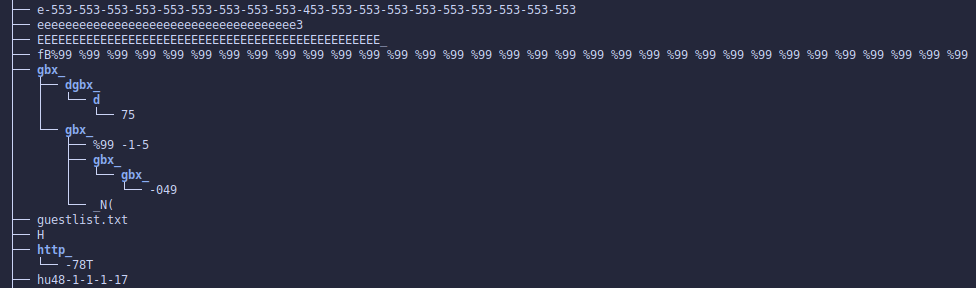 e-553-553-553-553-553-553-553-553-553-453-553-553-553-553-553-553-553-553-553
eeeeeeeeeeeeeeeeeeeeeeeeeeeeeeeeeeeee3
EEEEEEEEEEEEEEEEEEEEEEEEEEEEEEEEEEEEEEEEEEEEEEEEE_
fB%99 %99 %99 %99 %99 %99 %99 %99 %99 %99 %99 %99 %99 %99 %99 %99 %99 %99 %99 %99 %99 %99 %99 %99 %99 %99 %99 %99 %99 %99 %99 %99 %99
gbx_
dgbx_
d
75
gbx_
%99 -1-5
gbx_
gbx_
-049
_N(
guestlist.txt
H
http_
-78T
hu48-1-1-1-17